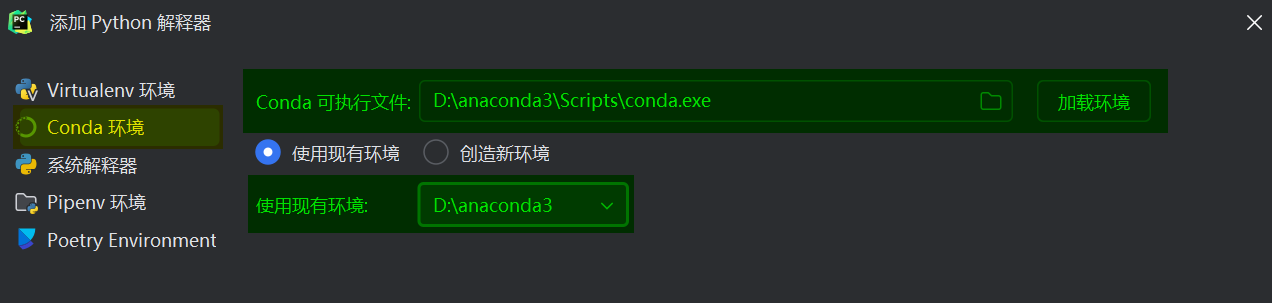 PC 添加 Python 解释器
Virtualenv 环境
Conda 环境
系统解释器
Pipenv 环境
Poetry Environment
Conda 可执行文件: D:\anaconda3\Scripts\conda.exe 加载环境
使用现有环境 创造新环境
使用现有环境: D:\anaconda3